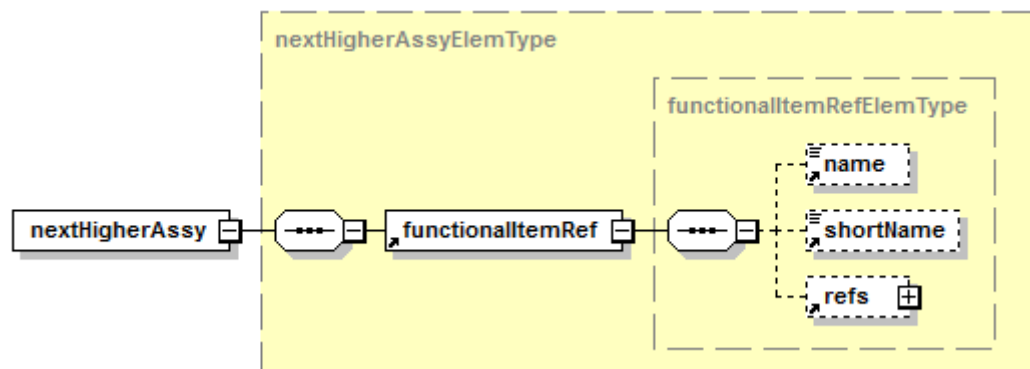 nextHigherAssyElemType
functionalItemRefElemType
name
nextHigherAssy
functionalItemRef
shortName
refs